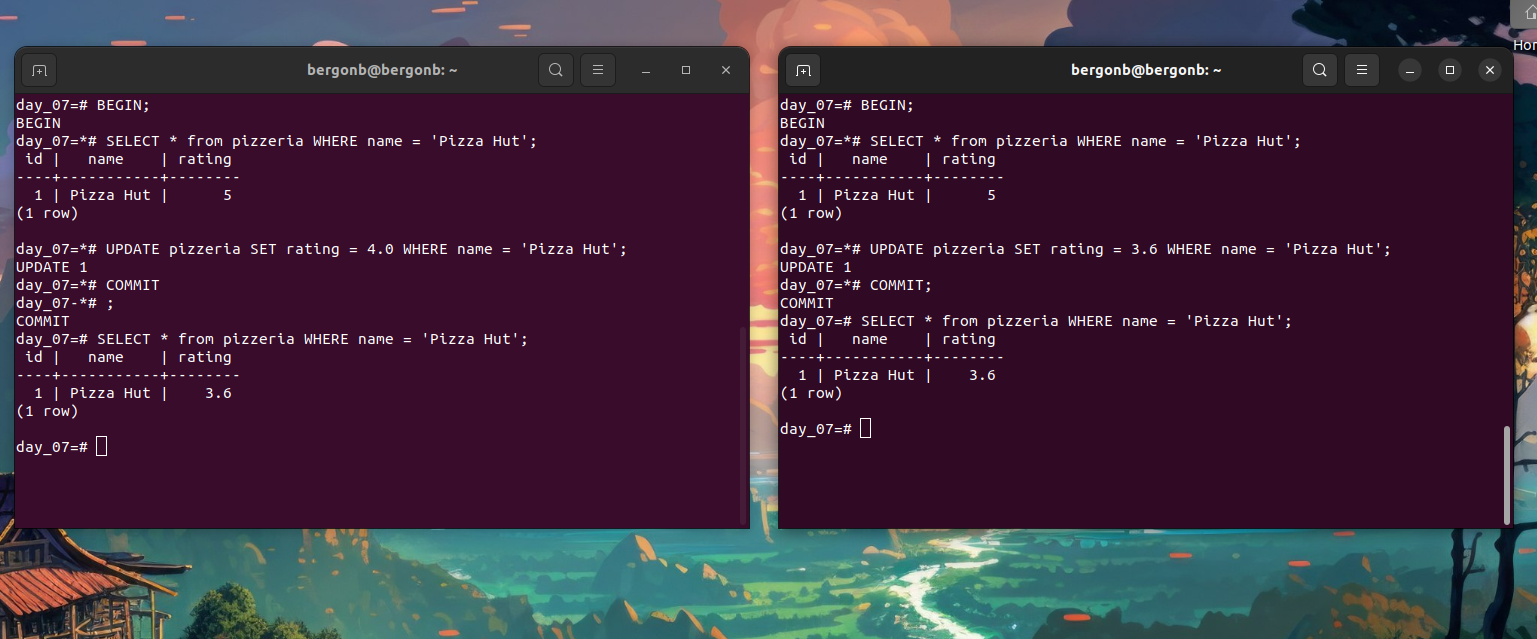 bergonb@bergonb: ~
day_07=# BEGIN;
BEGIN
day_07=*# SELECT * from pizzeria WHERE name = 'Pizza Hut';
 id |   name    | rating
----+-----------+--------
  1 | Pizza Hut |      5
(1 row)

day_07=*# UPDATE pizzeria SET rating = 4.0 WHERE name = 'Pizza Hut';
UPDATE 1
day_07=*# COMMIT
day_07-*# ;
COMMIT
day_07=# SELECT * from pizzeria WHERE name = 'Pizza Hut';
 id |   name    | rating
----+-----------+--------
  1 | Pizza Hut |    3.6
(1 row)

day_07=#
bergonb@bergonb: ~
day_07=# BEGIN;
BEGIN
day_07=*# SELECT * from pizzeria WHERE name = 'Pizza Hut';
 id |   name    | rating
----+-----------+--------
  1 | Pizza Hut |      5
(1 row)

day_07=*# UPDATE pizzeria SET rating = 3.6 WHERE name = 'Pizza Hut';
UPDATE 1
day_07=*# COMMIT;
COMMIT
day_07=# SELECT * from pizzeria WHERE name = 'Pizza Hut';
 id |   name    | rating
----+-----------+--------
  1 | Pizza Hut |    3.6
(1 row)

day_07=#